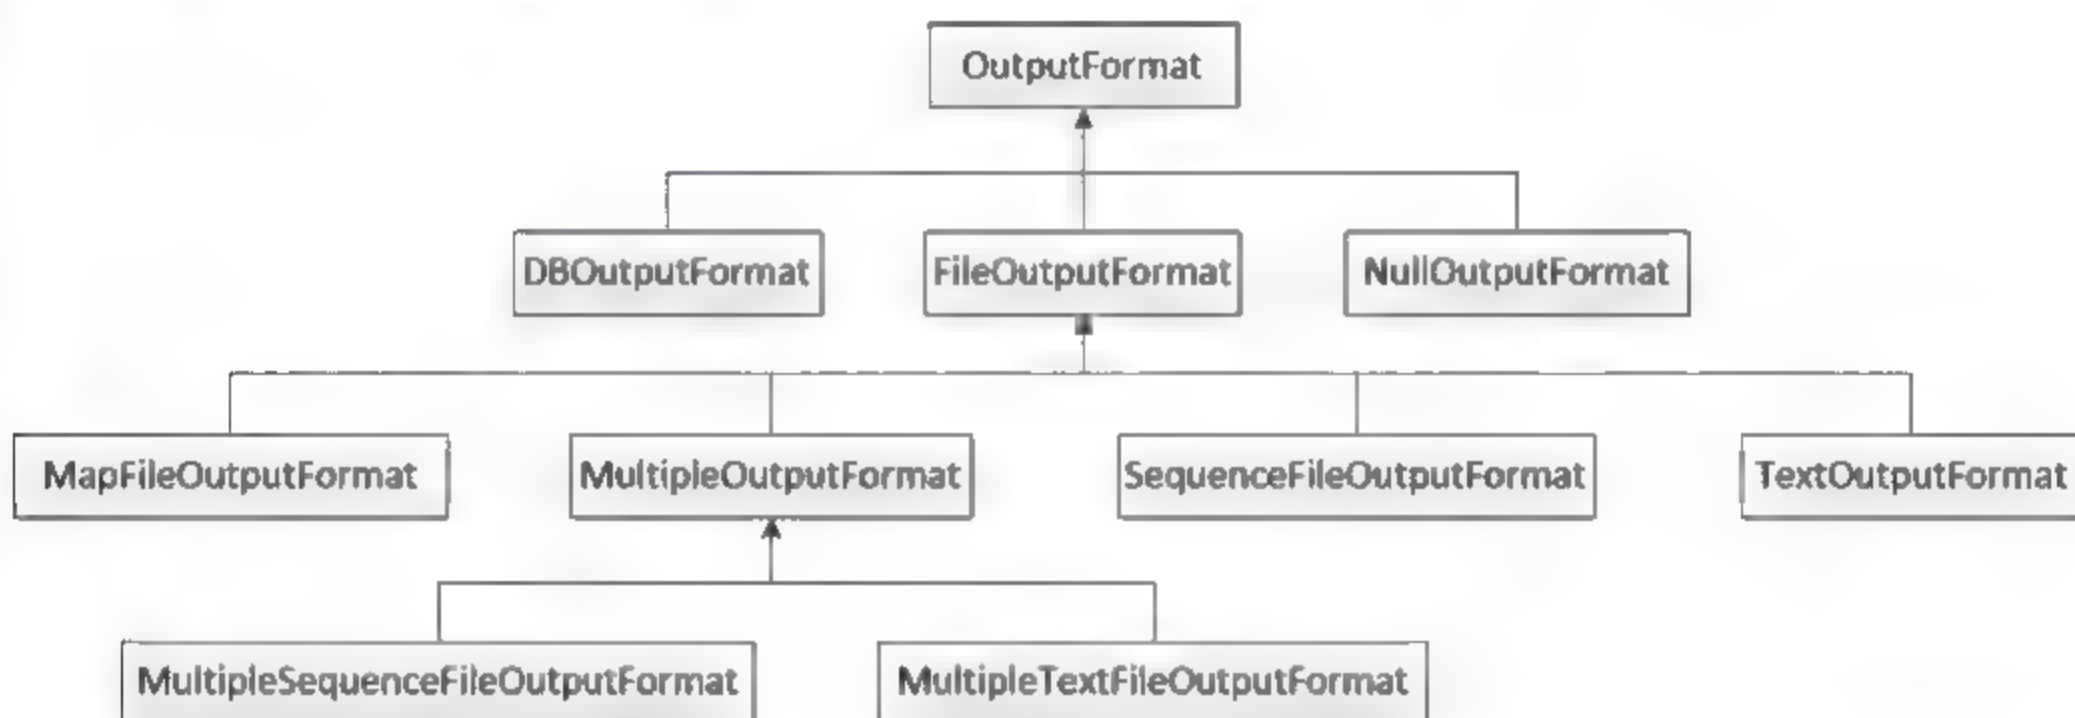 OutputFormat
DBOutputFormat
FileOutputFormat
NullOutputFormat
MapFileOutputFormat
MultipleOutputFormat
SequenceFileOutputFormat
TextOutputFormat
MultipleSequenceFileOutputFormat
MultipleTextFileOutputFormat